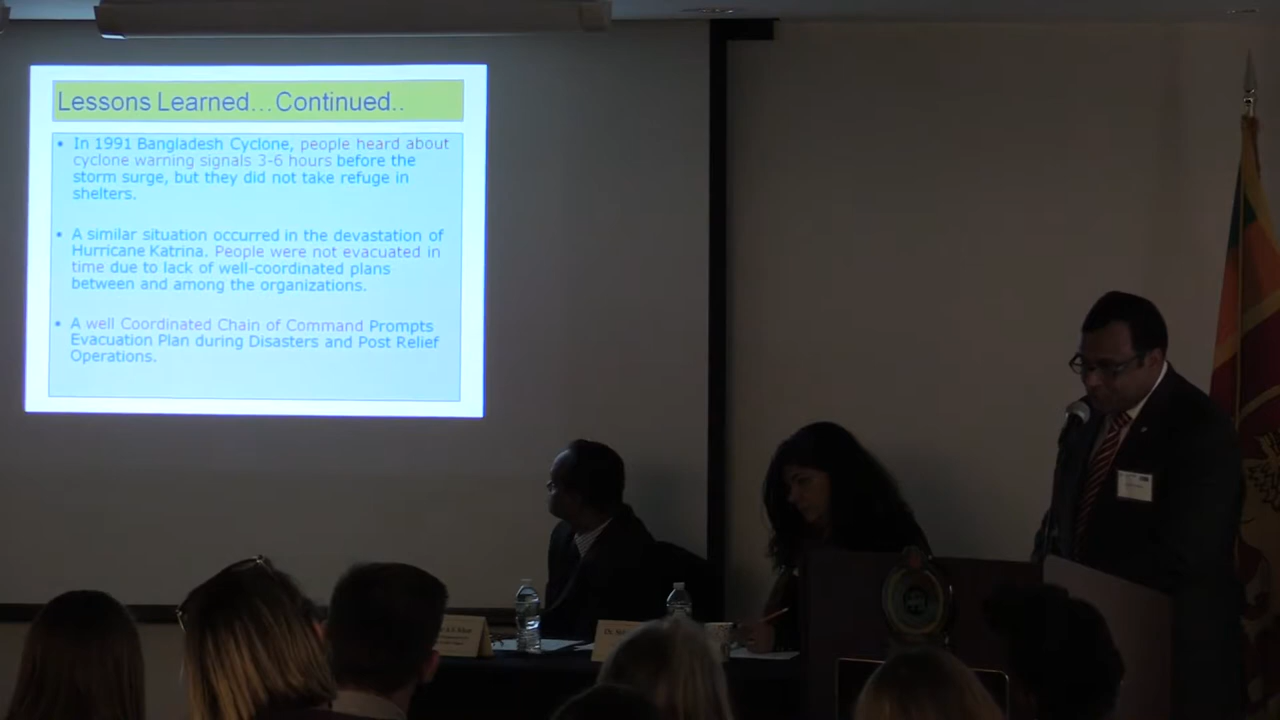 Lessons Learned...Continued..
• In 1991 Bangladesh Cyclone, people heard about
cyclone warning signals 3-6 hours before the
storm surge, but they did not take refuge in
shelters.
• A similar situation occurred in the devastation of
Hurricane Katrina. People were not evacuated in
time due to lack of well-coordinated plans
between and among the organizations.
• A well Coordinated Chain of Command Prompts
Evacuation Plan during Disasters and Post Relief
Operations.